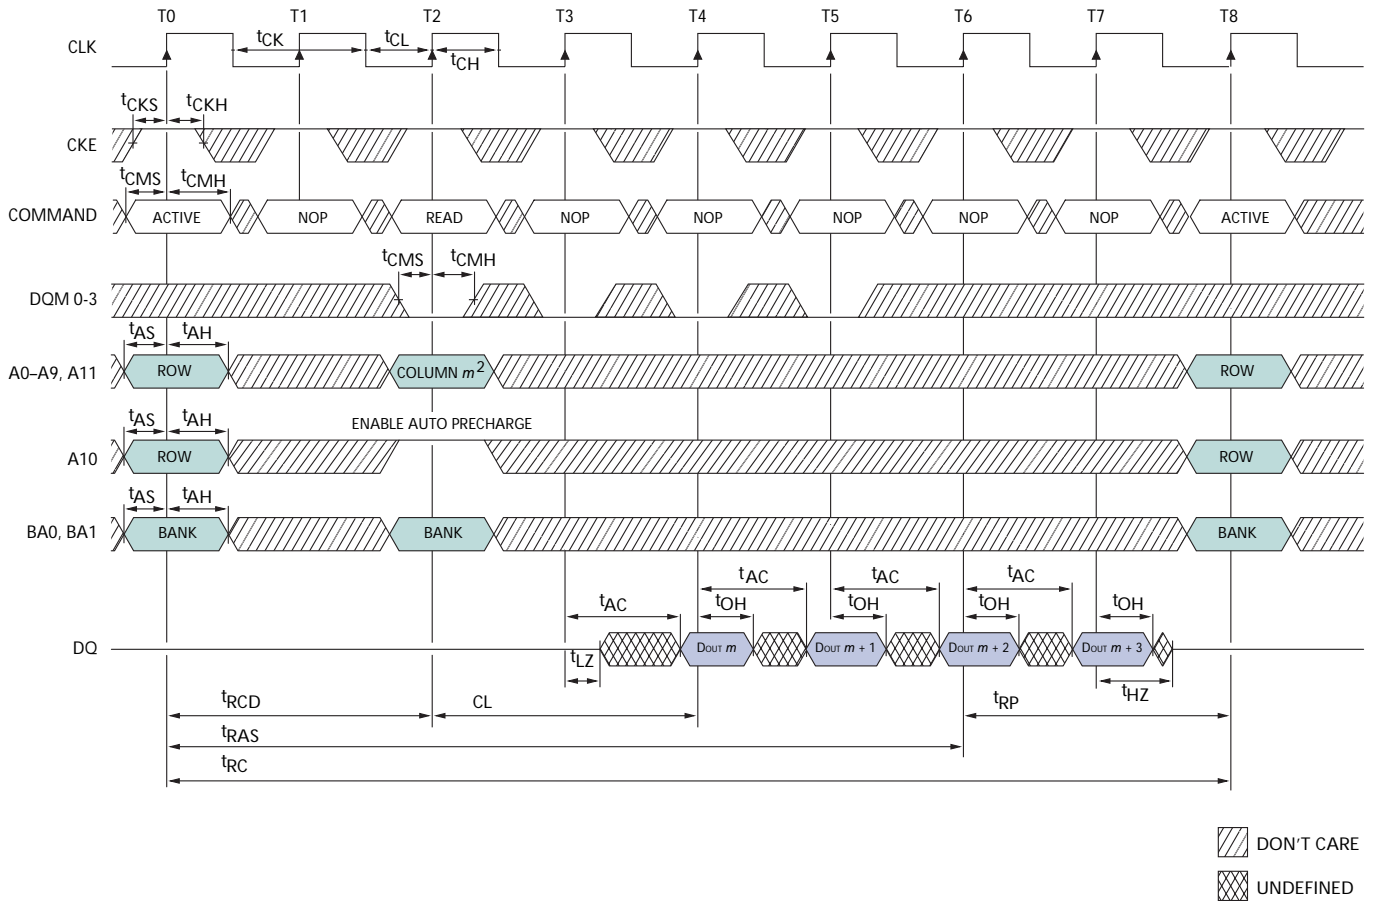 T0 T1 T2 T3 T4 T5 T6 T7 T8
CLK
tCK tCL
tCH
tCKS tCKH
CKE
tCMS tCMH
COMMAND ACTIVE NOP READ NOP NOP NOP NOP NOP ACTIVE
tCMS tCMH
DQM 0-3
tAS tAH
A0–A9, A11 ROW COLUMN m2 ROW
tAS tAH ENABLE AUTO PRECHARGE
A10 ROW ROW
tAS tAH
BA0, BA1 BANK BANK BANK
tAC tAC tAC
tAC tOH tOH tOH tOH
DQ DOUT m DOUT m + 1 DOUT m + 2 DOUT m + 3
tLZ
tHZ
tRCD CL tRP
tRAS
tRC
DON'T CARE
UNDEFINED